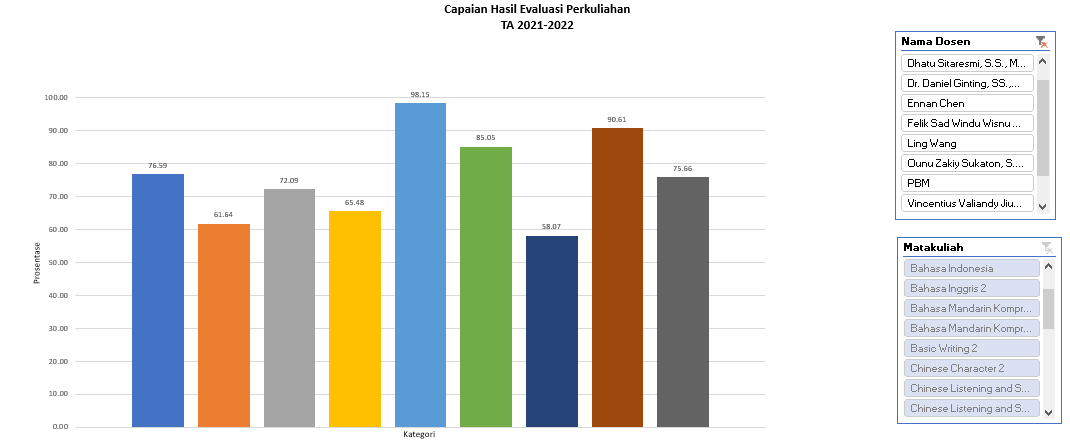 Capaian Hasil Evaluasi Perkuliahan
TA 2021-2022
Prosentase
100.00
90.00
80.00
70.00
60.00
50.00
40.00
30.00
20.00
10.00
0.00
76.59
61.64
72.09
65.48
98.15
85.05
58.07
90.61
75.66
Kategori
Nama Dosen
Dhatu Sitaresmi, S.S., M...
Dr. Daniel Ginting, SS.,...
Ennan Chen
Felik Sad Windu Wisnu ...
Ling Wang
Ounu Zakiy Sukaton, S....
PBM
Vincentius Valiandy Jiu...
Matakuliah
Bahasa Indonesia
Bahasa Inggris 2
Bahasa Mandarin Kompr...
Bahasa Mandarin Kompr...
Basic Writing 2
Chinese Character 2
Chinese Listening and S...
Chinese Listening and S...